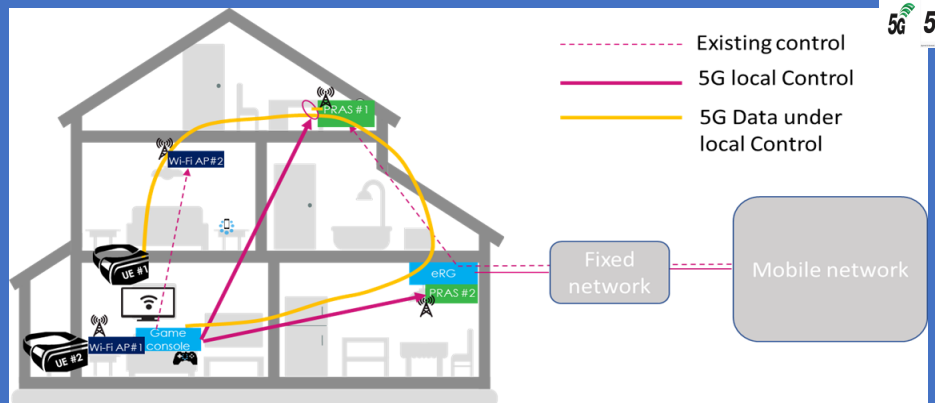 5G 5
Existing control
5G local Control
5G Data under
local Control
PRAS #1
Wi-Fi AP#2
UE #1
eRG
PRAS #2
Fixed
network
Mobile network
Game
console
Wi-Fi AP#1
UE #2